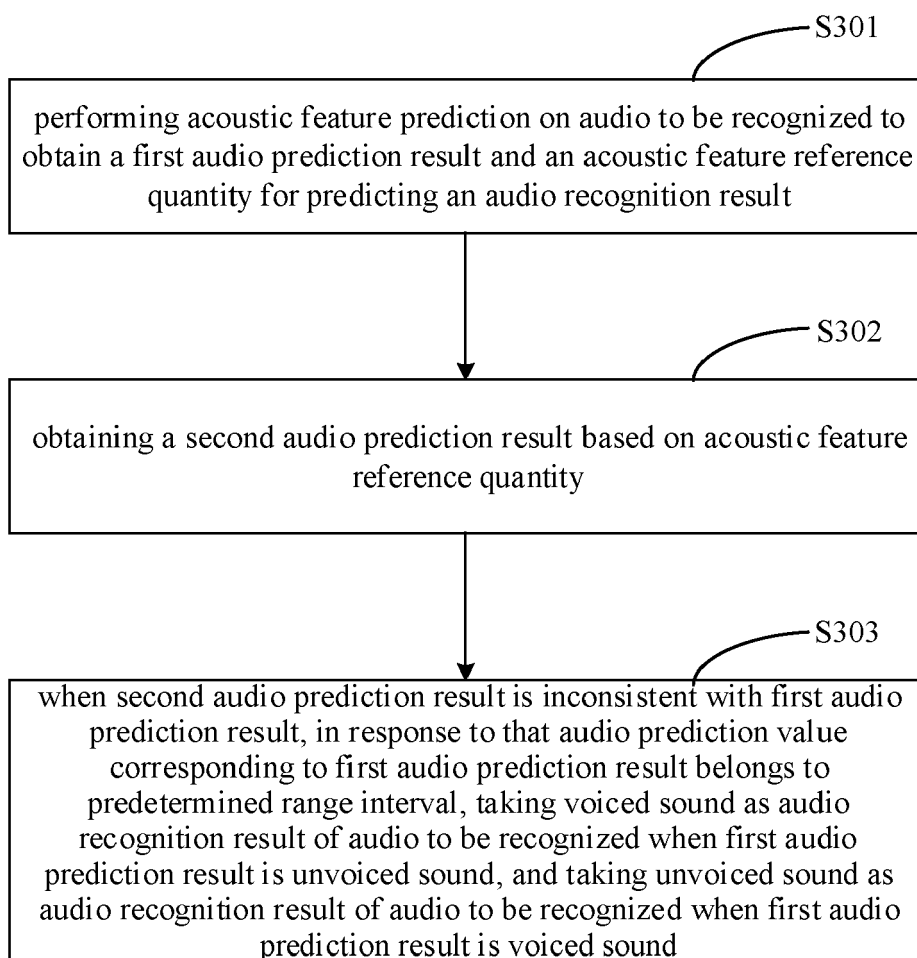 S301
performing acoustic feature prediction on audio to be recognized to
obtain a first audio prediction result and an acoustic feature reference
quantity for predicting an audio recognition result
S302
obtaining a second audio prediction result based on acoustic feature
reference quantity
S303
when second audio prediction result is inconsistent with first audio
prediction result, in response to that audio prediction value
corresponding to first audio prediction result belongs to
predetermined range interval, taking voiced sound as audio
recognition result of audio to be recognized when first audio
prediction result is unvoiced sound, and taking unvoiced sound as
audio recognition result of audio to be recognized when first audio
prediction result is voiced sound